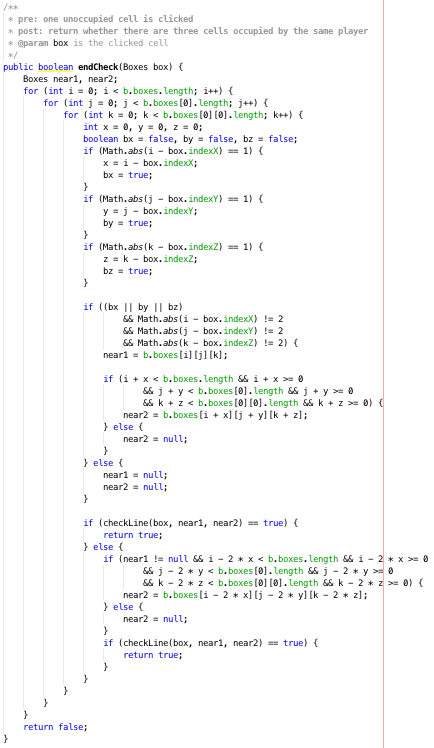 /**
 * pre: one unoccupied cell is clicked
 * post: return whether there are three cells occupied by the same player
 * @param box is the clicked cell
 */
public boolean endCheck(Boxes box) {
    Boxes near1, near2;
    for (int i = 0; i < b.boxes.length; i++) {
        for (int j = 0; j < b.boxes[0].length; j++) {
            for (int k = 0; k < b.boxes[0][0].length; k++) {
                int x = 0, y = 0, z = 0;
                boolean bx = false, by = false, bz = false;
                if (Math.abs(i - box.indexX) == 1) {
                    x = i - box.indexX;
                    bx = true;
                }
                if (Math.abs(j - box.indexY) == 1) {
                    y = j - box.indexY;
                    by = true;
                }
                if (Math.abs(k - box.indexZ) == 1) {
                    z = k - box.indexZ;
                    bz = true;
                }

                if ((bx || by || bz)
                        && Math.abs(i - box.indexX) != 2
                        && Math.abs(j - box.indexY) != 2
                        && Math.abs(k - box.indexZ) != 2) {
                    near1 = b.boxes[i][j][k];

                    if (i + x < b.boxes.length && i + x >= 0
                            && j + y < b.boxes[0].length && j + y >= 0
                            && k + z < b.boxes[0][0].length && k + z >= 0) {
                        near2 = b.boxes[i + x][j + y][k + z];
                    } else {
                        near2 = null;
                    }
                } else {
                    near1 = null;
                    near2 = null;
                }

                if (checkLine(box, near1, near2) == true) {
                    return true;
                } else {
                    if (near1 != null && i - 2 * x < b.boxes.length && i - 2 * x >= 0
                            && j - 2 * y < b.boxes[0].length && j - 2 * y >= 0
                            && k - 2 * z < b.boxes[0][0].length && k - 2 * z >= 0) {
                        near2 = b.boxes[i - 2 * x][j - 2 * y][k - 2 * z];
                    } else {
                        near2 = null;
                    }
                    if (checkLine(box, near1, near2) == true) {
                        return true;
                    }
                }
            }
        }
    }
    return false;
}